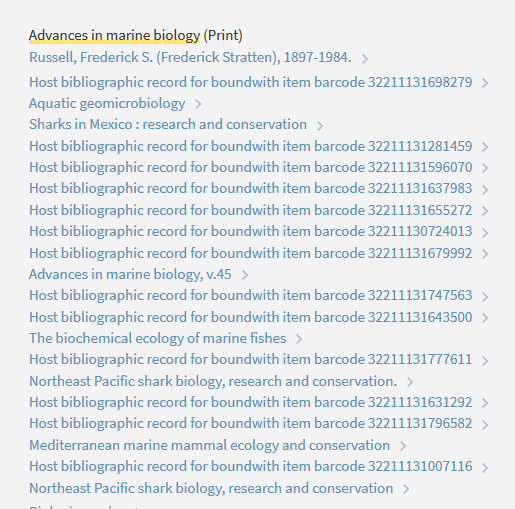 Advances in marine biology (Print)
Russell, Frederick S. (Frederick Stratten), 1897-1984.
Host bibliographic record for boundwith item barcode 32211131698279
Aquatic geomicrobiology
Sharks in Mexico : research and conservation
Host bibliographic record for boundwith item barcode 32211131281459
Host bibliographic record for boundwith item barcode 32211131596070
Host bibliographic record for boundwith item barcode 32211131637983
Host bibliographic record for boundwith item barcode 32211131655272
Host bibliographic record for boundwith item barcode 32211130724013
Host bibliographic record for boundwith item barcode 32211131679992
Advances in marine biology, v.45
Host bibliographic record for boundwith item barcode 32211131747563
Host bibliographic record for boundwith item barcode 32211131643500
The biochemical ecology of marine fishes
Host bibliographic record for boundwith item barcode 32211131777611
Northeast Pacific shark biology, research and conservation.
Host bibliographic record for boundwith item barcode 32211131631292
Host bibliographic record for boundwith item barcode 32211131796582
Mediterranean marine mammal ecology and conservation
Host bibliographic record for boundwith item barcode 32211131007116
Northeast Pacific shark biology, research and conservation